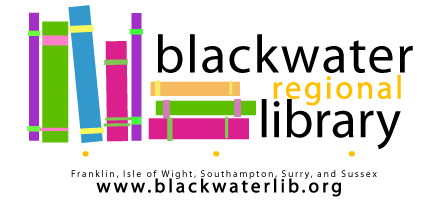 blackwater
regional
library
Franklin, Isle of Wight, Southampton, Surry, and Sussex
www.blackwaterlib.org